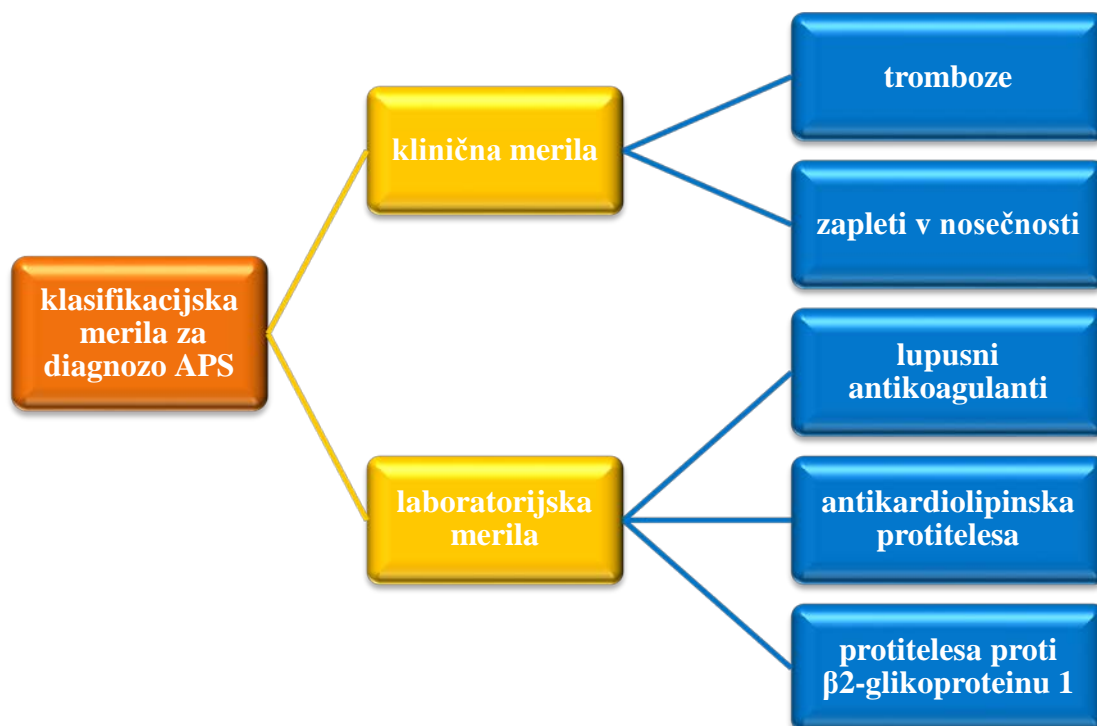 klasifikacijska
merila za
diagnozo APS
klinična merila
tromboze
zapleti v nosečnosti
laboratorijska
merila
lupusni
antikoagulanti
antikardiolipinska
protitelesa
protitelesa proti
β2-glikoproteinu 1